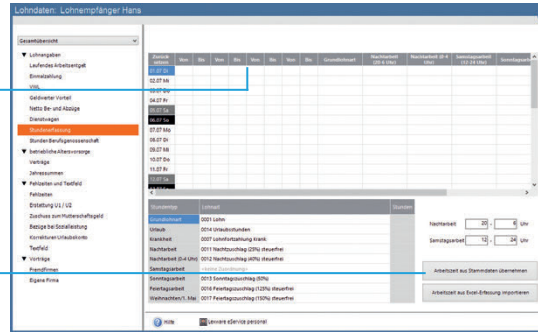 Lohndaten: Lohnempfänger Hans
Gesamtübersicht
Lohnangaben
Laufendes Arbeitsentgelt
Einmalzahlung
VWL
Geldwerter Vorteil
Netto Be- und Abzüge
Dienstwagen
Stundenerfassung
Stunden Berufsgenossenschaft
betriebliche Altersvorsorge
Verträge
Jahressummen
Fehlzeiten und Textfeld
Fehlzeiten
Erstattung U1 / U2
Zuschuss zum Mutterschaftsgeld
Bezüge bei Sozialleistung
Korrekturen Urlaubskonto
Textfeld
Vorträge
Fremdfirmen
Eigene Firma
Zurück setzen Von Bis Von Bis Von Bis Von Bis Grundlohnart Nachtarbeit (20-6 Uhr) Nachtarbeit (0-4 Uhr) Samstagsarbeit (12-24 Uhr) Sonntagsarbeit
01.07 Di
02.07 Mi
03.07 Do
04.07 Fr
05.07 Sa
06.07 So
07.07 Mo
08.07 Di
09.07 Mi
10.07 Do
11.07 Fr
12.07 Sa
Stundentyp Lohnart Stunden
Grundlohnart 0001 Lohn
Urlaub 0014 Urlaubsstunden
Krankheit 0007 Lohnfortzahlung Krank
Nachtarbeit 0011 Nachtzuschlag (25%) steuerfrei
Nachtarbeit (0-4 Uhr) 0012 Nachtzuschlag (40%) steuerfrei
Samstagsarbeit <keine Zuordnung>
Sonntagsarbeit 0013 Sonntagszuschlag (50%)
Feiertagsarbeit 0016 Feiertagszuschlag (125%) steuerfrei
Weihnachten/1. Mai 0017 Feiertagszuschlag (150%) steuerfrei
Nachtarbeit 20 - 6 Uhr
Samstagsarbeit 12 - 24 Uhr
Arbeitszeit aus Stammdaten übernehmen
Arbeitszeit aus Excel-Erfassung importieren
Hilfe
Lexware eService personal